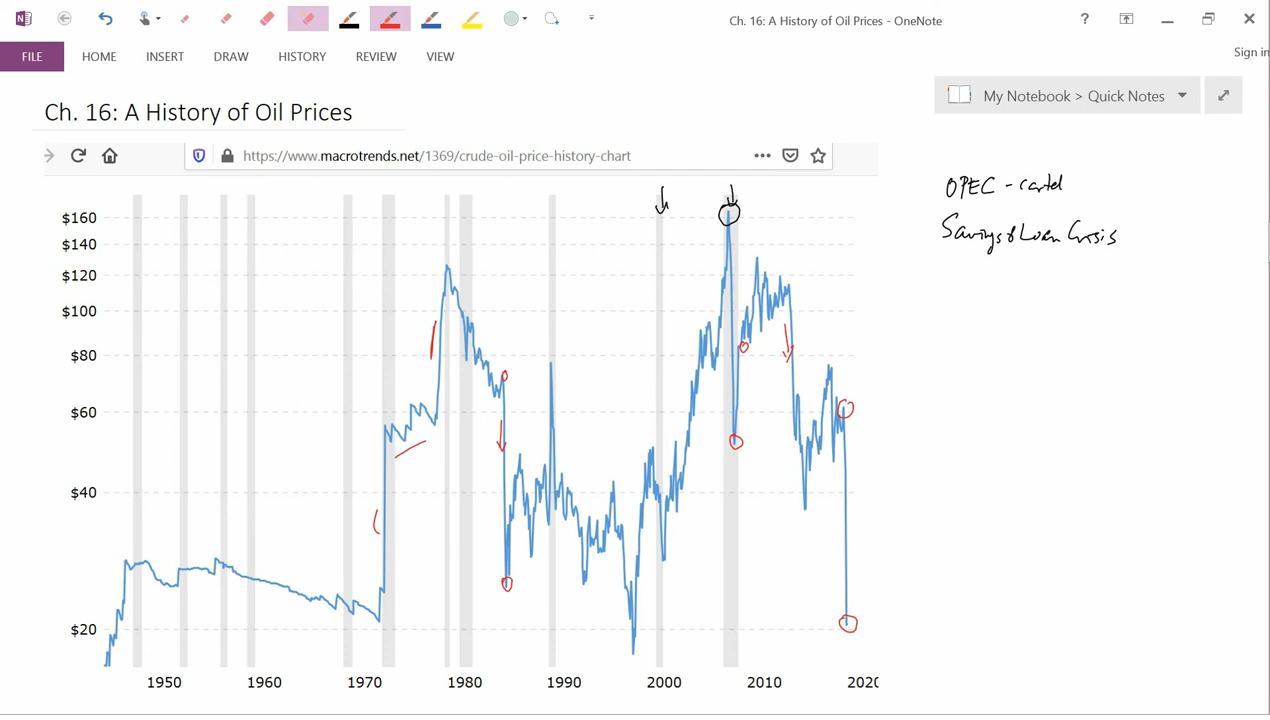 Ch. 16: A History of Oil Prices - OneNote
?
Sign in
FILE HOME INSERT DRAW HISTORY REVIEW VIEW
My Notebook > Quick Notes
Ch. 16: A History of Oil Prices
https://www.macrotrends.net/1369/crude-oil-price-history-chart
OPEC - cartel
Savings & Loan Crisis
$160
$140
$120
$100
$80
$60
$40
$20
1950 1960 1970 1980 1990 2000 2010 2020